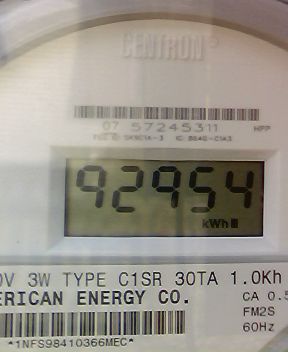 CENTRON®
07 57245311 HPP
92954
kWh
0V 3W TYPE C1SR 30TA 1.0Kh
ERICAN ENERGY CO.
CA 0.5
FM2S
60Hz
*1NFS98410366MEC*